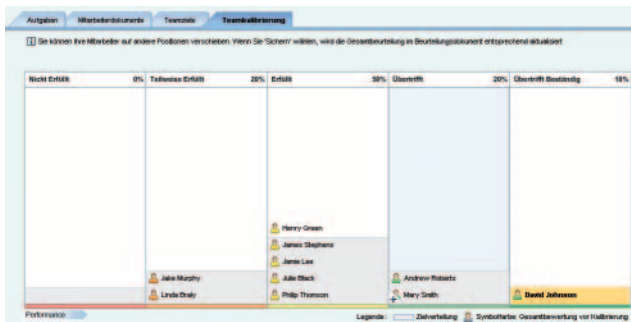 Aufgaben Mitarbeiterdokumente Teamziele Teamkalibrierung
Sie können Ihre Mitarbeiter auf andere Positionen verschieben. Wenn Sie 'Sichern' wählen, wird die Gesamtbeurteilung im Beurteilungsdokument entsprechend aktualisiert
Nicht Erfüllt 0% Teilweise Erfüllt 20% Erfüllt 50% Übertrifft 20% Übertrifft Beständig 10%
Henry Green
James Stephens
Jamie Lee
Jake Murphy Julie Black Andrew Roberts
Linda Braly Philip Thomson Mary Smith David Johnson
Performance Legende: Zielverteilung Symbolfarbe: Gesamtbewertung vor Kalibrierung